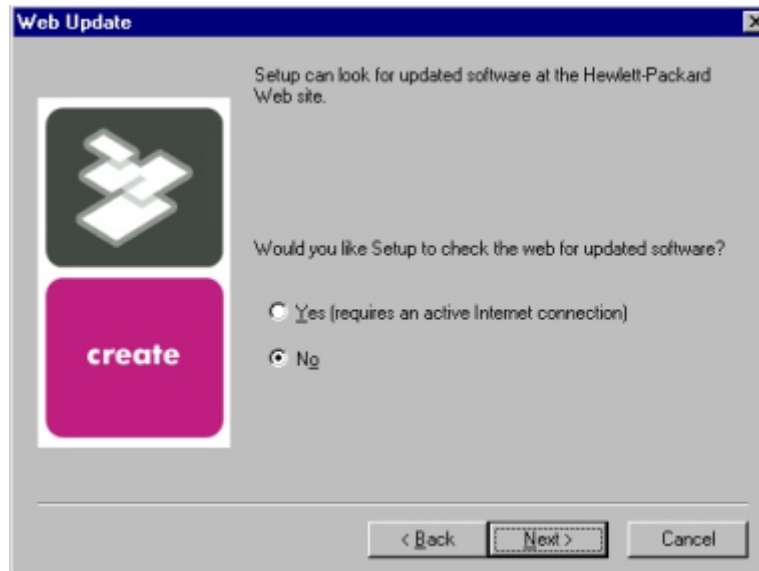 Web Update
Setup can look for updated software at the Hewlett-Packard
Web site.
Would you like Setup to check the web for updated software?
Yes (requires an active Internet connection)
create
No
< Back
Next >
Cancel